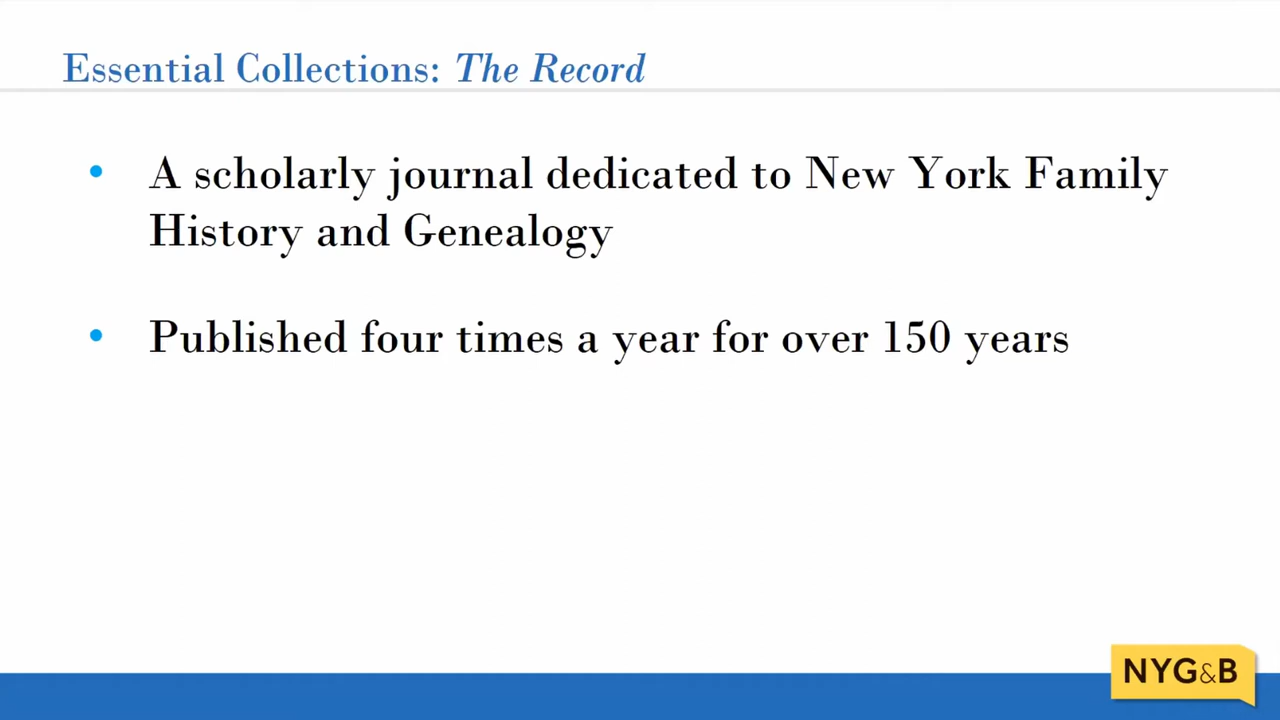 Essential Collections: The Record
• A scholarly journal dedicated to New York Family
History and Genealogy
• Published four times a year for over 150 years
NYG&B